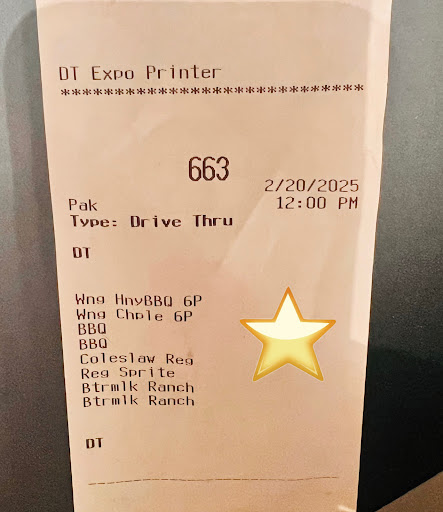 DT Expo Printer
****************************
663
2/20/2025
Pak 12:00 PM
Type: Drive Thru
DT
Wng HnyBBQ 6P
Wng Chple 6P
BBQ
BBQ
Coleslaw Reg
Reg Sprite
Btrmlk Ranch
Btrmlk Ranch
DT